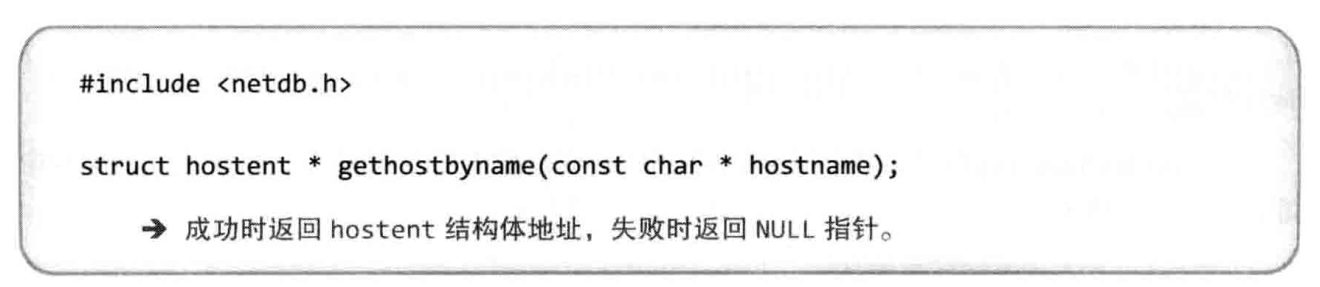 #include <netdb.h>
struct hostent * gethostbyname(const char * hostname);
➔ 成功时返回 hostent 结构体地址，失败时返回 NULL 指针。